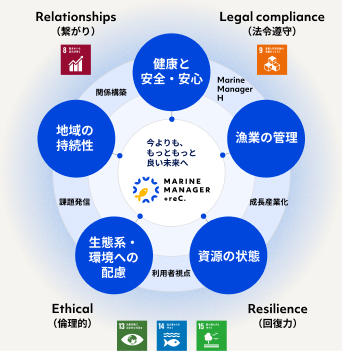 Relationships
(繋がり)
Legal compliance
(法令遵守)
8
9
健康と
安全・安心
関係構築
Marine
Manager
H
地域の
持続性
漁業の管理
今よりも、
もっともっと
良い未来へ
MARINE
MANAGER
+reC.
課題発信
成長産業化
生態系・
環境への
配慮
資源の状態
利用者視点
Ethical
(倫理的)
Resilience
(回復力)
13
14
15